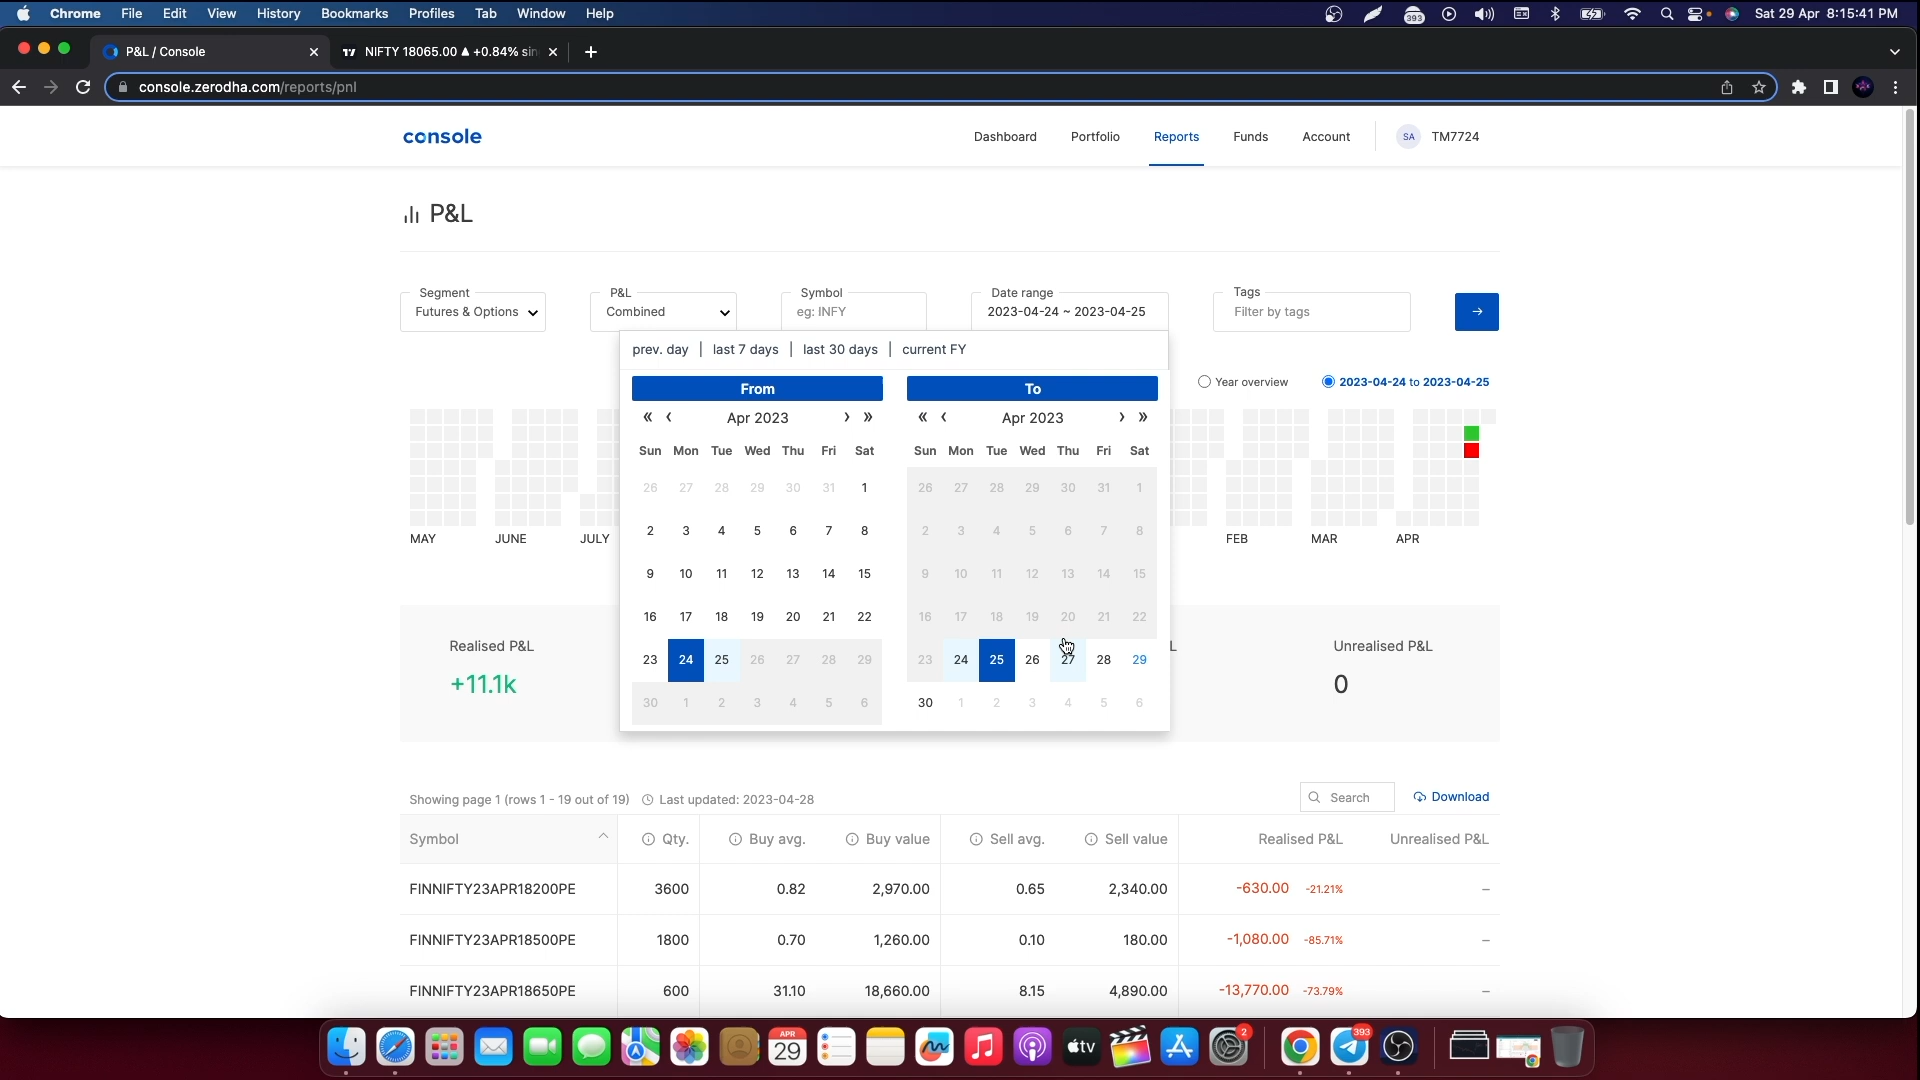 Chrome File Edit View History Bookmarks Profiles Tab Window Help 393 Sat 29 Apr 8:15:41 PM
P&L / Console NIFTY 18065.00 ▲ +0.84%
console.zerodha.com/reports/pnl
console Dashboard Portfolio Reports Funds Account SA TM7724
P&L
Segment P&L Symbol Date range Tags
Futures & Options Combined eg: INFY 2023-04-24 ~ 2023-04-25 Filter by tags
prev. day | last 7 days | last 30 days | current FY
From To Year overview 2023-04-24 to 2023-04-25
« ‹ Apr 2023 › » « ‹ Apr 2023 › »
Sun Mon Tue Wed Thu Fri Sat Sun Mon Tue Wed Thu Fri Sat
26 27 28 29 30 31 1 26 27 28 29 30 31 1
2 3 4 5 6 7 8 2 3 4 5 6 7 8
MAY JUNE JULY FEB MAR APR
9 10 11 12 13 14 15 9 10 11 12 13 14 15
16 17 18 19 20 21 22 16 17 18 19 20 21 22
Realised P&L L Unrealised P&L
23 24 25 26 27 28 29 23 24 25 26 27 28 29
+11.1k 0
30 1 2 3 4 5 6 30 1 2 3 4 5 6
Showing page 1 (rows 1 - 19 out of 19) Last updated: 2023-04-28 Search Download
Symbol Qty. Buy avg. Buy value Sell avg. Sell value Realised P&L Unrealised P&L
FINNIFTY23APR18200PE 3600 0.82 2,970.00 0.65 2,340.00 -630.00 -21.21% –
FINNIFTY23APR18500PE 1800 0.70 1,260.00 0.10 180.00 -1,080.00 -85.71% –
FINNIFTY23APR18650PE 600 31.10 18,660.00 8.15 4,890.00 -13,770.00 -73.79% –
APR 29 tv 2 393